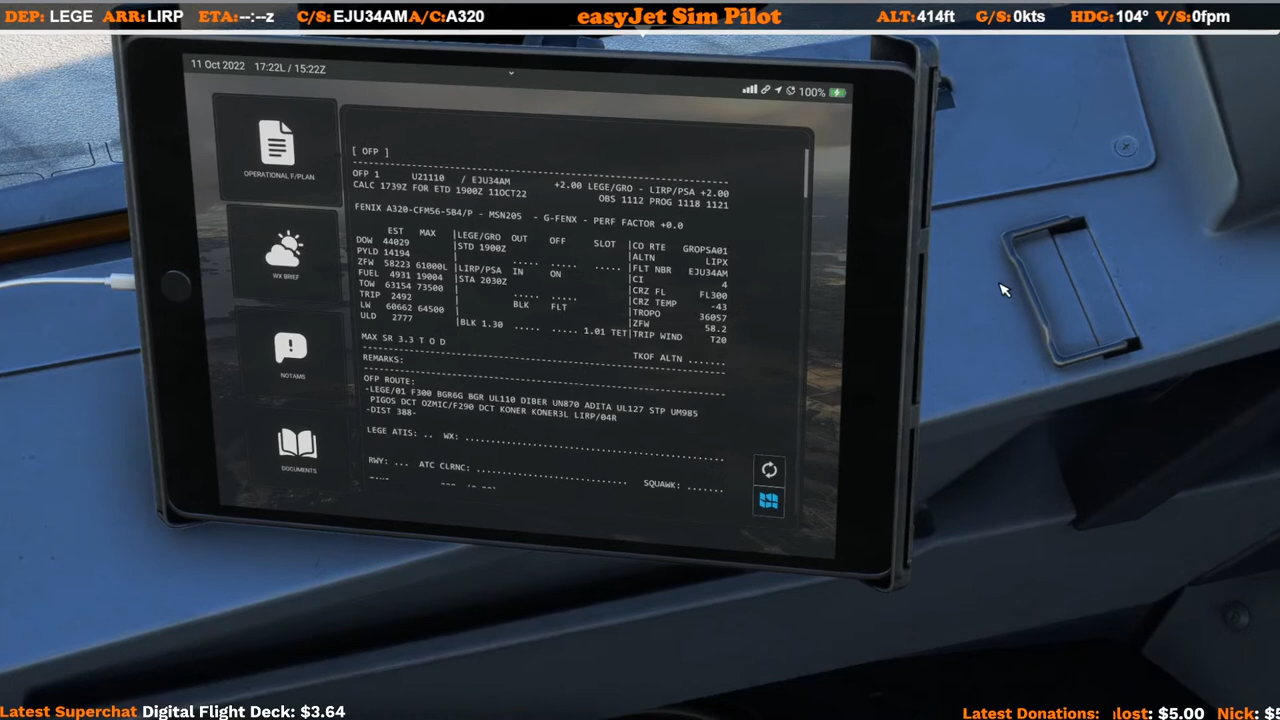 DEP: LEGE ARR: LIRP ETA:--:--z C/S: EJU34AM A/C: A320 easyJet Sim Pilot ALT: 414ft G/S: 0kts HDG: 104° V/S: 0fpm
11 Oct 2022 17:22L / 15:22Z
100%
OPERATIONAL F/PLAN
WX BRIEF
NOTAMS
DOCUMENTS
[ OFP ]
OFP 1 U21110 / EJU34AM +2.00 LEGE/GRO - LIRP/PSA +2.00
CALC 1739Z FOR ETD 1900Z 11OCT22 OBS 1112 PROG 1118 1121
FENIX A320-CFM56-5B4/P - MSN205 - G-FENX - PERF FACTOR +0.0
EST MAX |LEGE/GRO OUT OFF SLOT |CO RTE GROPSA01
DOW 44029 |STD 1900Z |ALTN LIPX
PYLD 14194 | ..... ..... ..... |FLT NBR EJU34AM
ZFW 58223 61000L |LIRP/PSA IN ON |CI 4
FUEL 4931 19004 |STA 2030Z |CRZ FL FL300
TOW 63154 73500 | ..... ..... |CRZ TEMP -43
TRIP 2492 | BLK FLT |TROPO 36057
LW 60662 64500 | |ZFW 58.2
ULD 2777 |BLK 1.30 ..... ..... 1.01 TET|TRIP WIND T20
MAX SR 3.3 T O D TKOF ALTN .......
REMARKS:
OFP ROUTE:
-LEGE/01 F300 BGR6G BGR UL110 DIBER UN870 ADITA UL127 STP UM985
PIGOS DCT OZMIC/F290 DCT KONER KONER3L LIRP/04R
-DIST 388-
LEGE ATIS: .. WX: ..................................................
RWY: ... ATC CLRNC: ............................. SQUAWK: .......
Latest Superchat Digital Flight Deck: $3.64
Latest Donations: lost: $5.00 Nick: $5